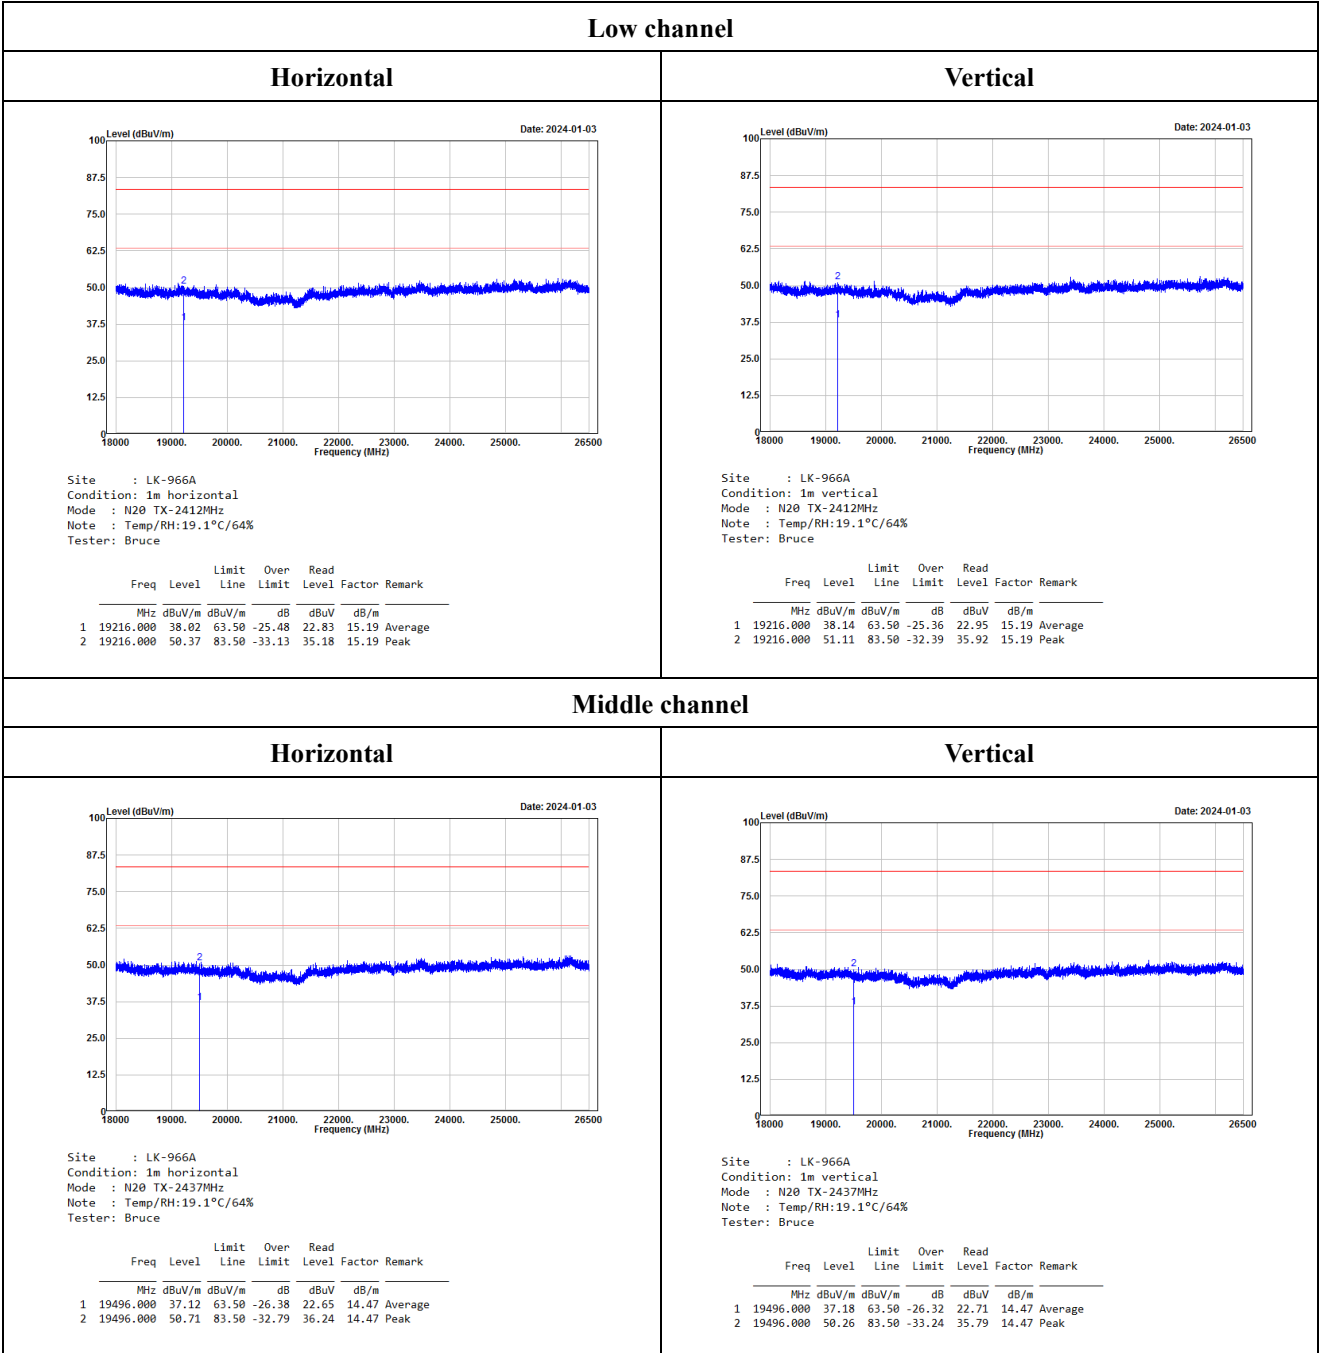 Low channel
Horizontal
Vertical
Level (dBuV/m)
Date: 2024-01-03
100
87.5
75.0
62.5
50.0
37.5
25.0
12.5
0
2
1
18000 19000. 20000. 21000. 22000. 23000. 24000. 25000. 26500
Frequency (MHz)
Site : LK-966A
Condition: 1m horizontal
Mode : N20 TX-2412MHz
Note : Temp/RH:19.1°C/64%
Tester: Bruce
Limit Over Read
Freq Level Line Limit Level Factor Remark
MHz dBuV/m dBuV/m dB dBuV dB/m
1 19216.000 38.02 63.50 -25.48 22.83 15.19 Average
2 19216.000 50.37 83.50 -33.13 35.18 15.19 Peak
Level (dBuV/m)
Date: 2024-01-03
100
87.5
75.0
62.5
50.0
37.5
25.0
12.5
0
2
1
18000 19000. 20000. 21000. 22000. 23000. 24000. 25000. 26500
Frequency (MHz)
Site : LK-966A
Condition: 1m vertical
Mode : N20 TX-2412MHz
Note : Temp/RH:19.1°C/64%
Tester: Bruce
Limit Over Read
Freq Level Line Limit Level Factor Remark
MHz dBuV/m dBuV/m dB dBuV dB/m
1 19216.000 38.14 63.50 -25.36 22.95 15.19 Average
2 19216.000 51.11 83.50 -32.39 35.92 15.19 Peak
Middle channel
Horizontal
Vertical
Level (dBuV/m)
Date: 2024-01-03
100
87.5
75.0
62.5
50.0
37.5
25.0
12.5
0
2
1
18000 19000. 20000. 21000. 22000. 23000. 24000. 25000. 26500
Frequency (MHz)
Site : LK-966A
Condition: 1m horizontal
Mode : N20 TX-2437MHz
Note : Temp/RH:19.1°C/64%
Tester: Bruce
Limit Over Read
Freq Level Line Limit Level Factor Remark
MHz dBuV/m dBuV/m dB dBuV dB/m
1 19496.000 37.12 63.50 -26.38 22.65 14.47 Average
2 19496.000 50.71 83.50 -32.79 36.24 14.47 Peak
Level (dBuV/m)
Date: 2024-01-03
100
87.5
75.0
62.5
50.0
37.5
25.0
12.5
0
2
1
18000 19000. 20000. 21000. 22000. 23000. 24000. 25000. 26500
Frequency (MHz)
Site : LK-966A
Condition: 1m vertical
Mode : N20 TX-2437MHz
Note : Temp/RH:19.1°C/64%
Tester: Bruce
Limit Over Read
Freq Level Line Limit Level Factor Remark
MHz dBuV/m dBuV/m dB dBuV dB/m
1 19496.000 37.18 63.50 -26.32 22.71 14.47 Average
2 19496.000 50.26 83.50 -33.24 35.79 14.47 Peak